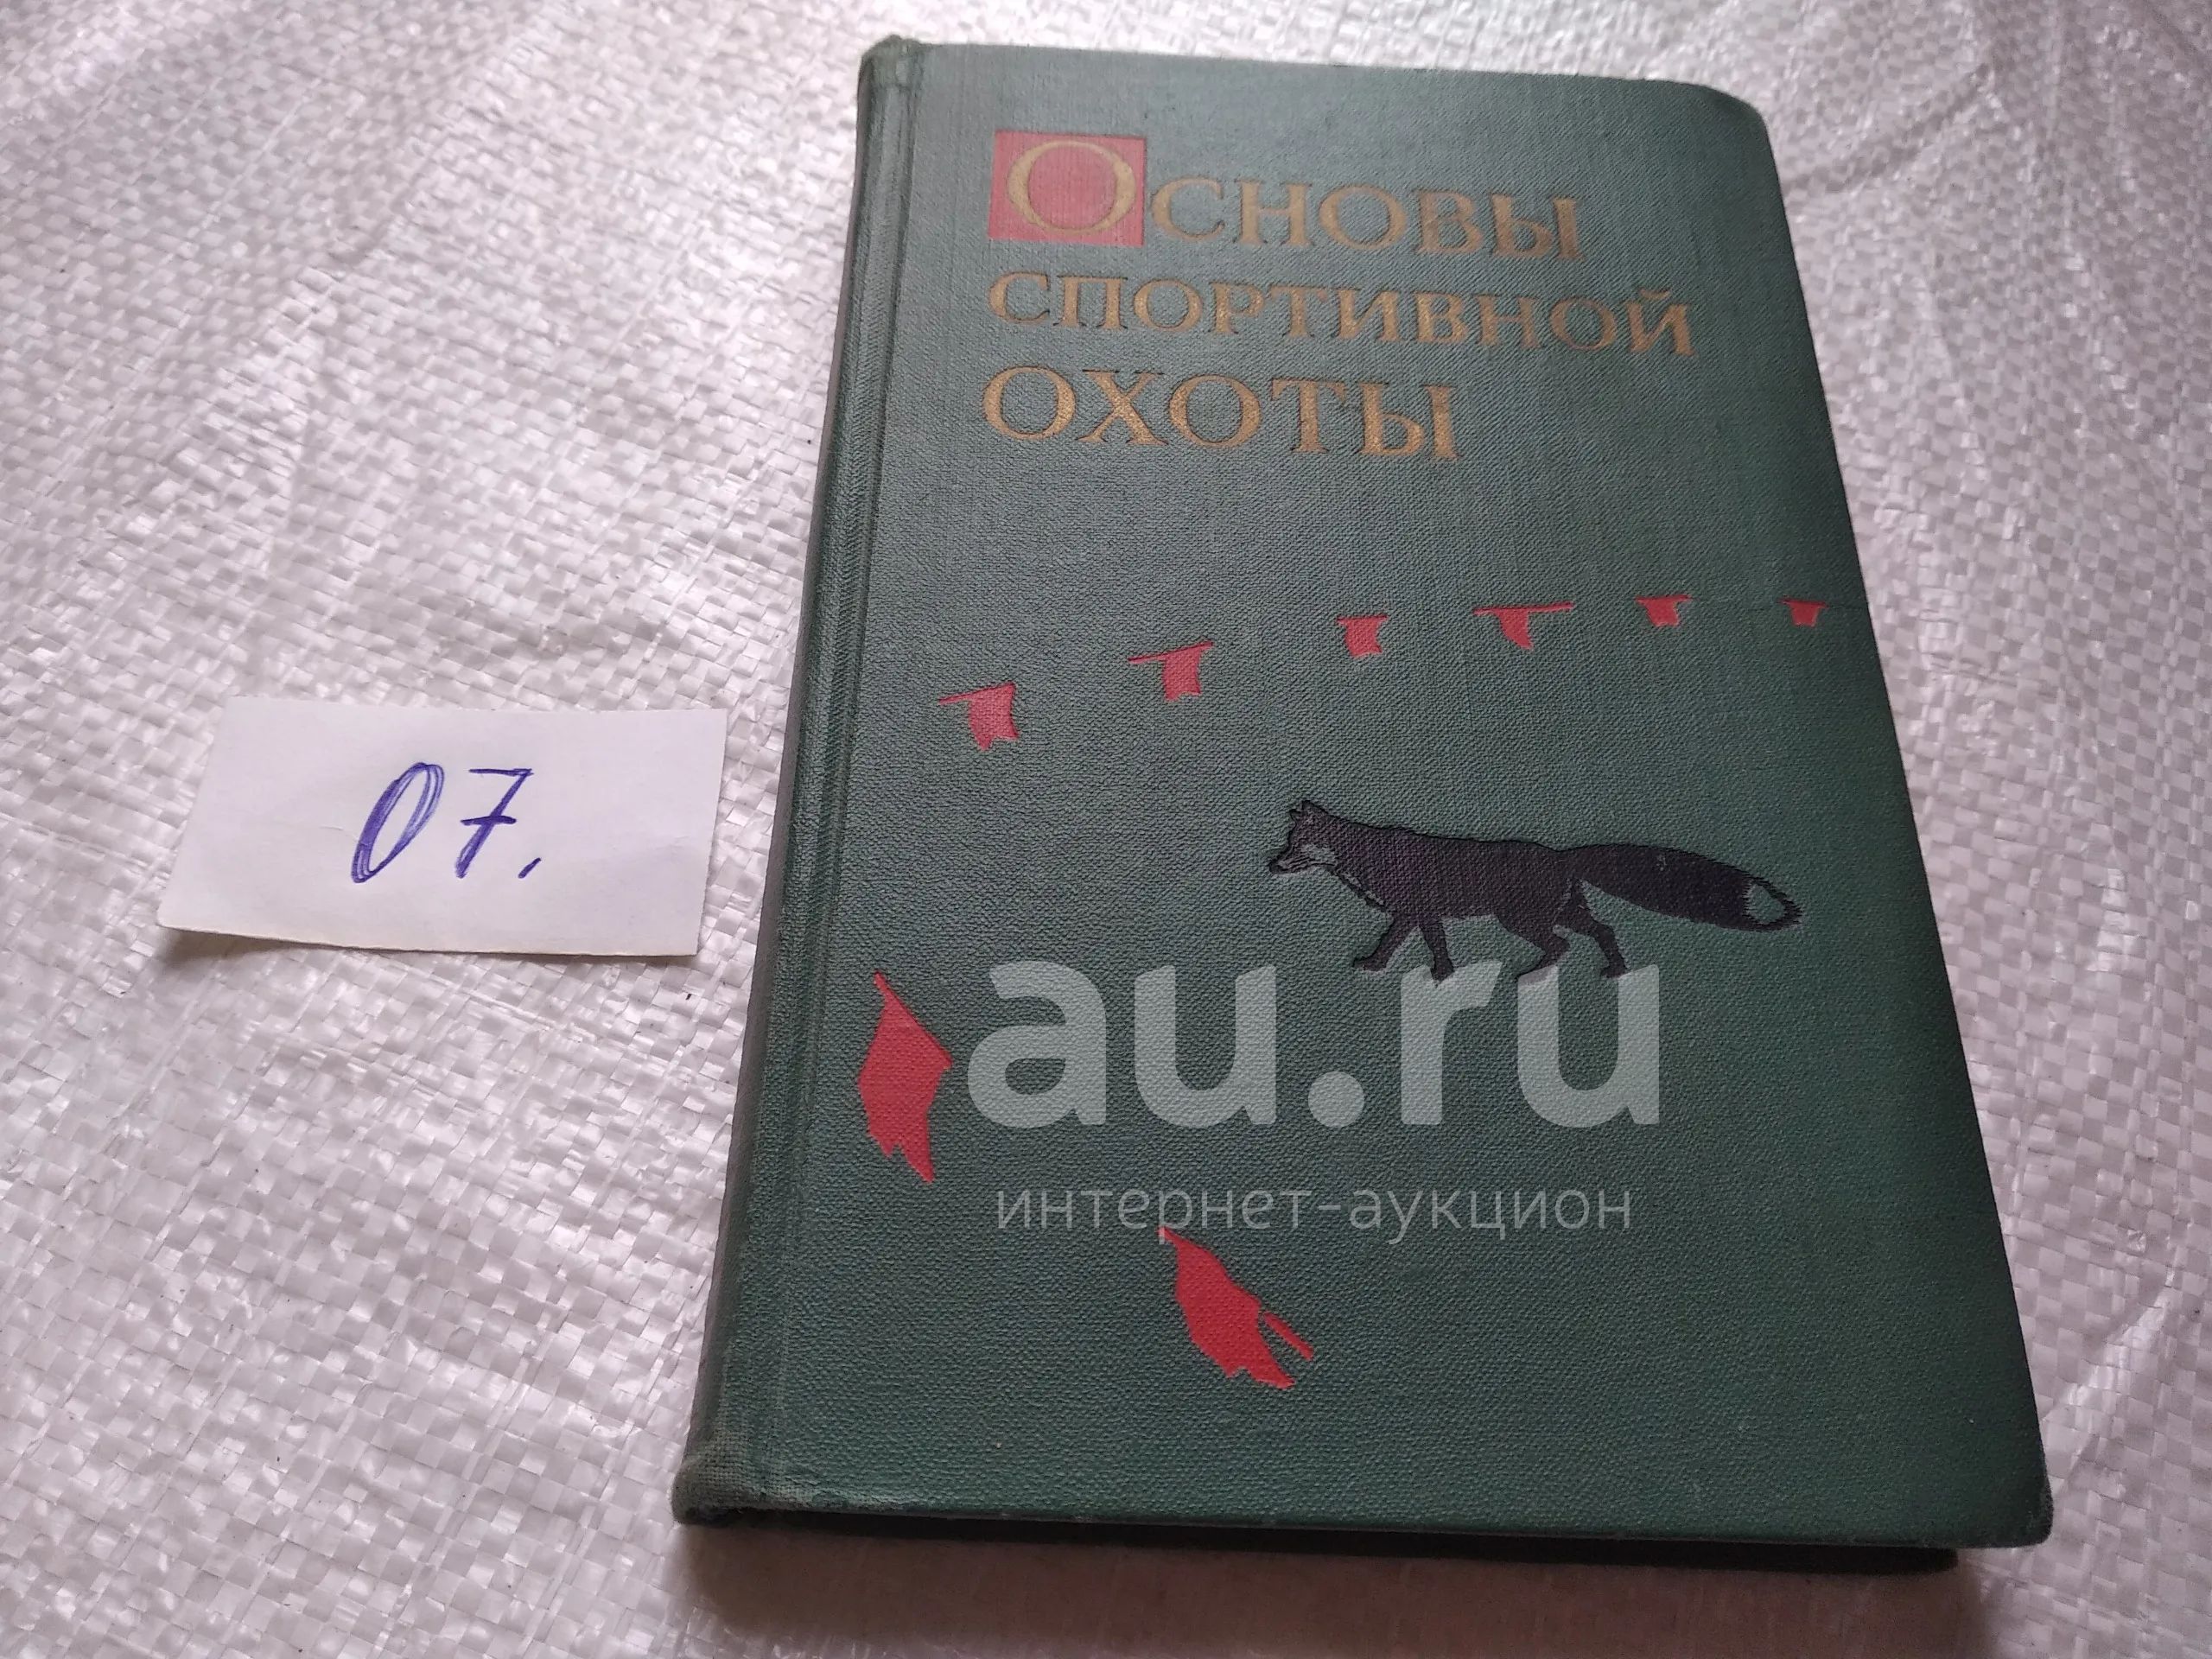 Основы
спортивной
охоты
07.
au.ru
интернет-аукцион